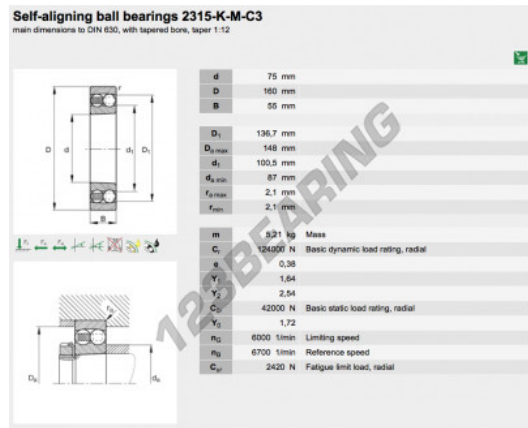 Self-aligning ball bearings 2315-K-M-C3
main dimensions to DIN 630, with tapered bore, taper 1:12
d 75 mm
D 160 mm
B 55 mm
D1 136,7 mm
Da max 148 mm
d1 100,5 mm
da min 87 mm
ra max 2,1 mm
rmin 2,1 mm
m 5,21 kg Mass
Cr 124000 N Basic dynamic load rating, radial
e 0,38
Y1 1,64
Y2 2,54
C0r 42000 N Basic static load rating, radial
Y0 1,72
nG 6000 1/min Limiting speed
nB 6700 1/min Reference speed
Cur 2420 N Fatigue limit load, radial
r
D d d1 D1
B
ra
Da da
123BEARING